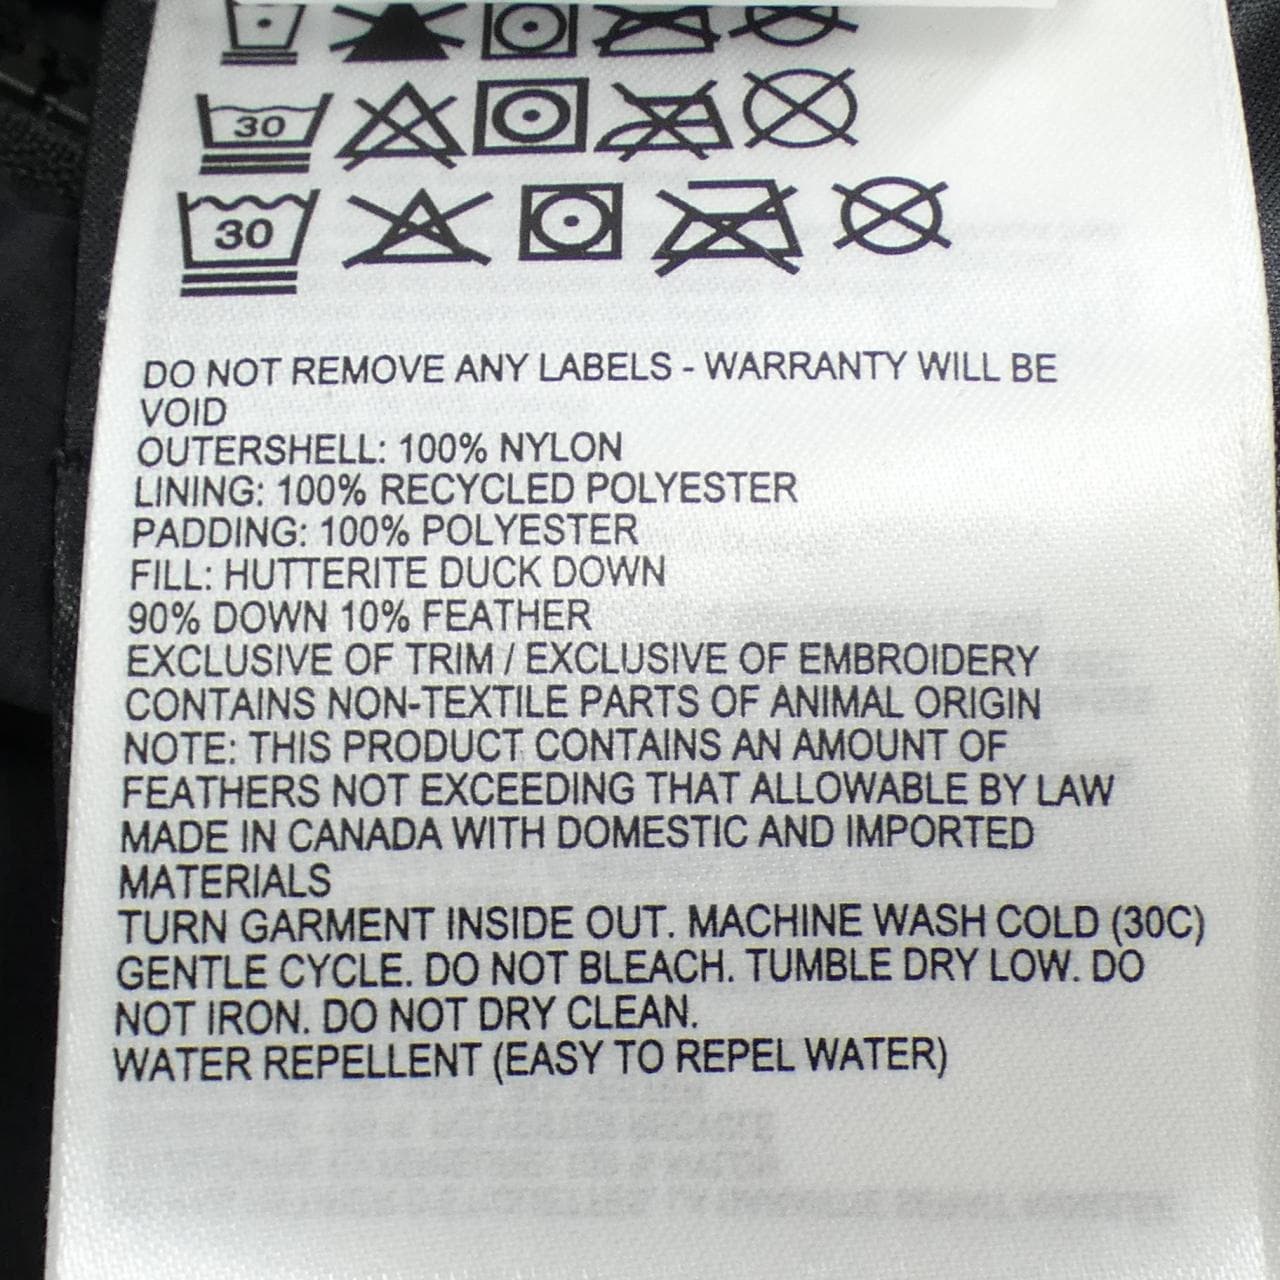 30
30
DO NOT REMOVE ANY LABELS - WARRANTY WILL BE
VOID
OUTERSHELL: 100% NYLON
LINING: 100% RECYCLED POLYESTER
PADDING: 100% POLYESTER
FILL: HUTTERITE DUCK DOWN
90% DOWN 10% FEATHER
EXCLUSIVE OF TRIM / EXCLUSIVE OF EMBROIDERY
CONTAINS NON-TEXTILE PARTS OF ANIMAL ORIGIN
NOTE: THIS PRODUCT CONTAINS AN AMOUNT OF
FEATHERS NOT EXCEEDING THAT ALLOWABLE BY LAW
MADE IN CANADA WITH DOMESTIC AND IMPORTED
MATERIALS
TURN GARMENT INSIDE OUT. MACHINE WASH COLD (30C)
GENTLE CYCLE. DO NOT BLEACH. TUMBLE DRY LOW. DO
NOT IRON. DO NOT DRY CLEAN.
WATER REPELLENT (EASY TO REPEL WATER)